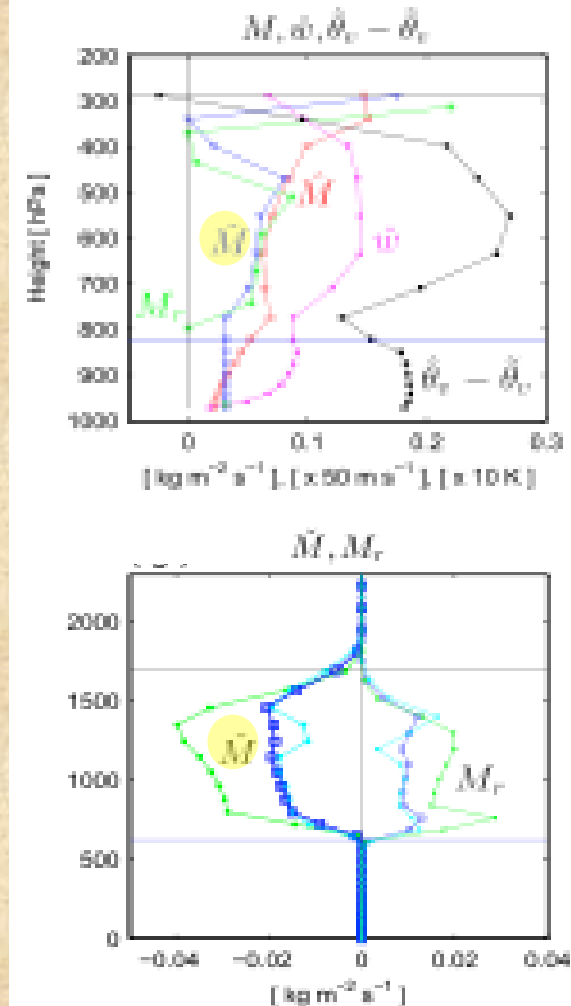 M, ŵ, θ̂ᵥ − θ̄ᵥ
200
300
400
500
600
700
800
900
1000
Height [ hPa]
M̂
M̄
ŵ
Mᵣ
θ̂ᵥ − θ̄ᵥ
0 0.1 0.2 0.3
[ kg m⁻² s⁻¹ ], [ x 50 m s⁻¹ ], [ x 10 K ]
M̌, Mᵣ
2000
1500
1000
500
0
M̌
Mᵣ
−0.04 −0.02 0 0.02 0.04
[ kg m⁻² s⁻¹ ]